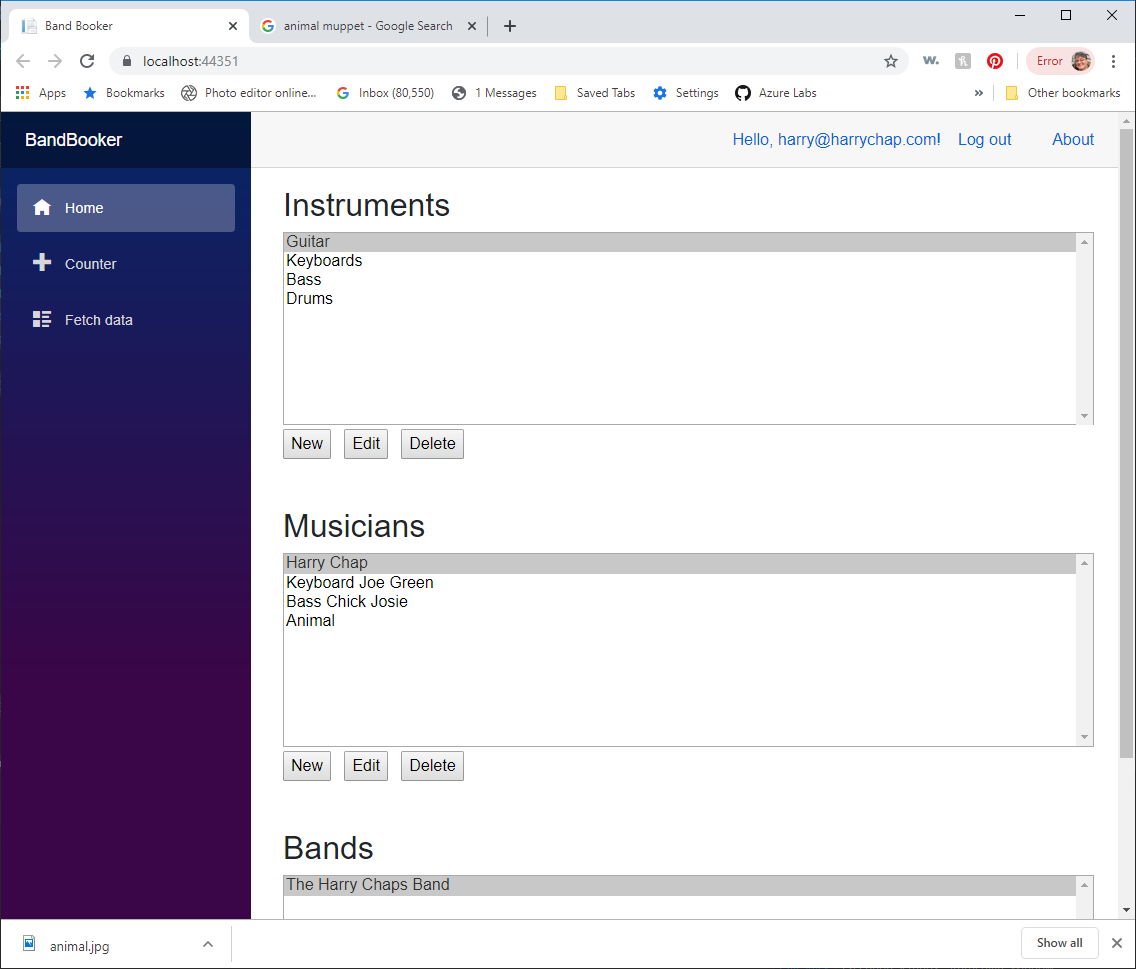 Band Booker
animal muppet - Google Search
localhost:44351
Error
Apps
Bookmarks
Photo editor online...
Inbox (80,550)
1 Messages
Saved Tabs
Settings
Azure Labs
»
Other bookmarks
BandBooker
Hello, harry@harrychap.com!
Log out
About
Home
Counter
Fetch data
Instruments
Guitar
Keyboards
Bass
Drums
New Edit Delete
Musicians
Harry Chap
Keyboard Joe Green
Bass Chick Josie
Animal
New Edit Delete
Bands
The Harry Chaps Band
animal.jpg
Show all